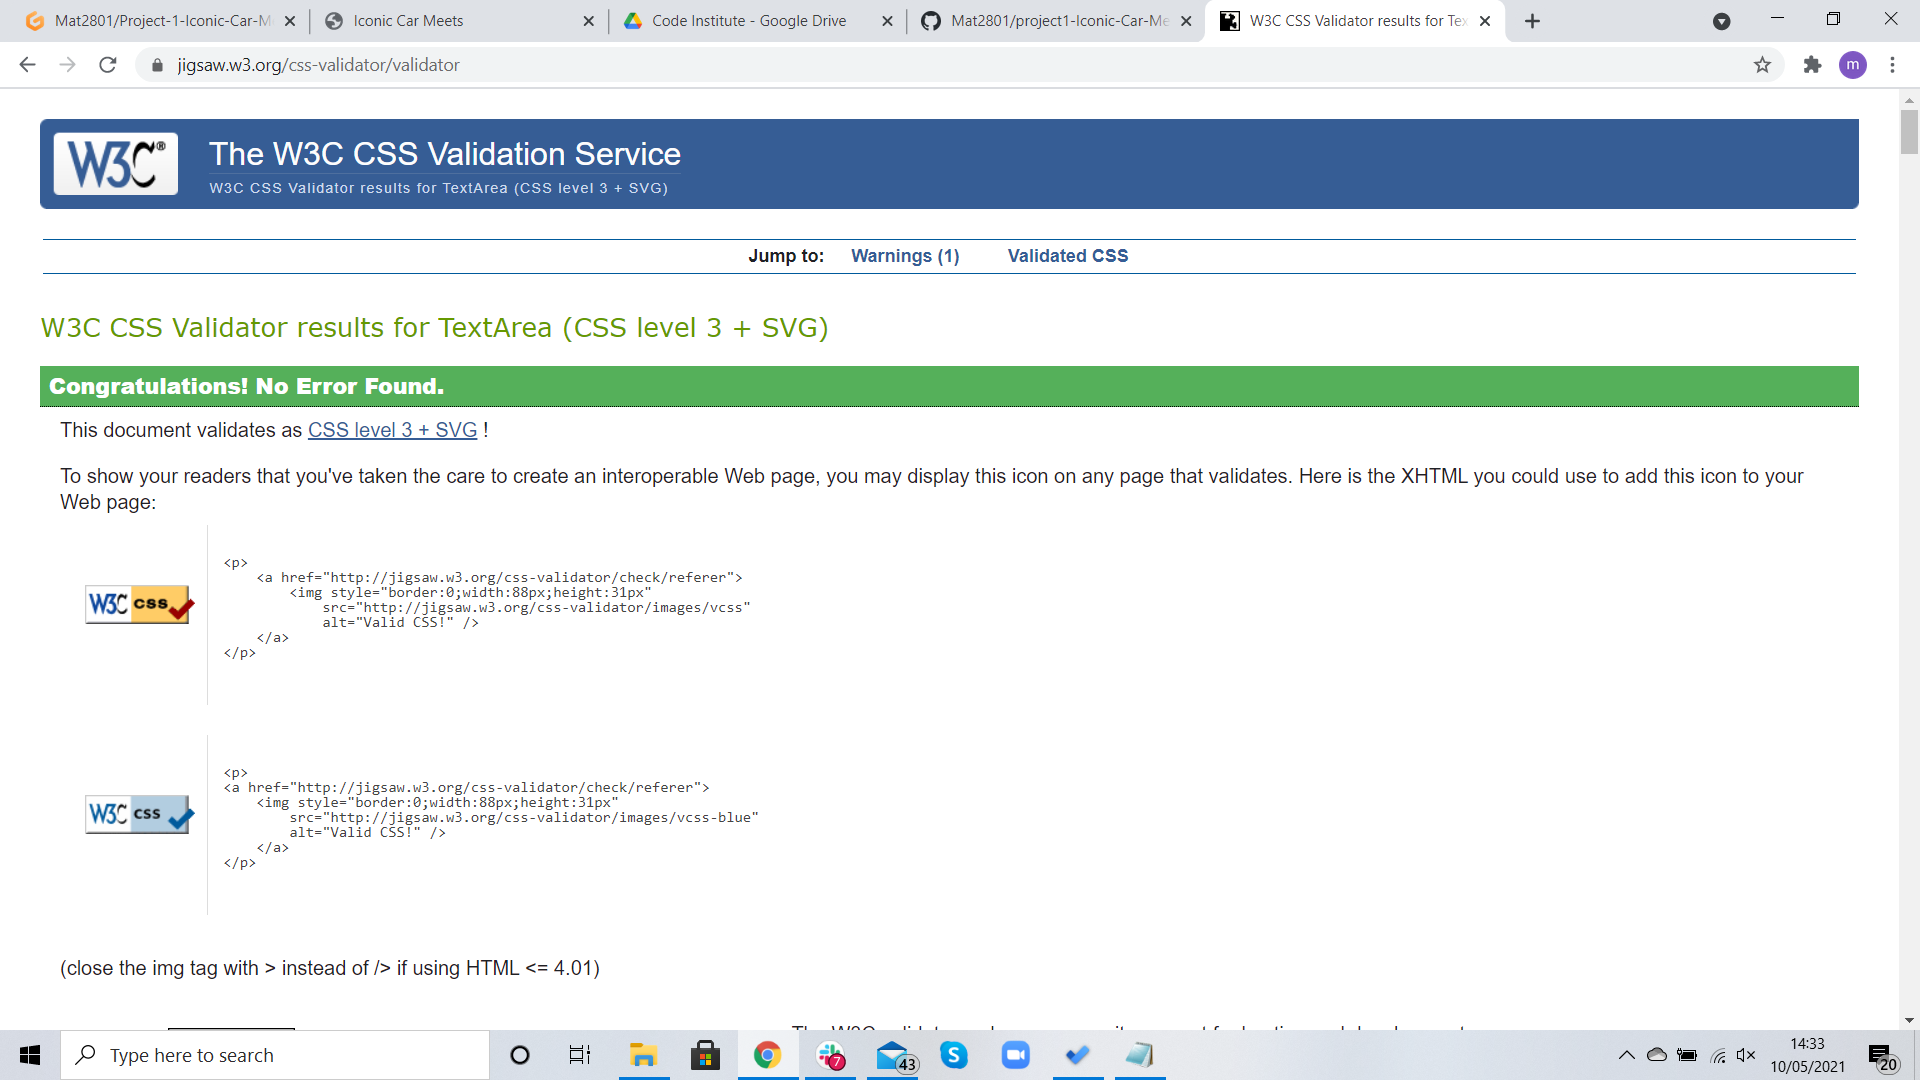 Mat2801/Project-1-Iconic-Car-M
Iconic Car Meets
Code Institute - Google Drive
Mat2801/project1-Iconic-Car-Me
W3C CSS Validator results for Tex
jigsaw.w3.org/css-validator/validator
m
W3C®
The W3C CSS Validation Service
W3C CSS Validator results for TextArea (CSS level 3 + SVG)
Jump to: Warnings (1) Validated CSS
W3C CSS Validator results for TextArea (CSS level 3 + SVG)
Congratulations! No Error Found.
This document validates as CSS level 3 + SVG !
To show your readers that you've taken the care to create an interoperable Web page, you may display this icon on any page that validates. Here is the XHTML you could use to add this icon to your
Web page:
W3C css
<p>
<a href="http://jigsaw.w3.org/css-validator/check/referer">
<img style="border:0;width:88px;height:31px"
src="http://jigsaw.w3.org/css-validator/images/vcss"
alt="Valid CSS!" />
</a>
</p>
W3C css
<p>
<a href="http://jigsaw.w3.org/css-validator/check/referer">
<img style="border:0;width:88px;height:31px"
src="http://jigsaw.w3.org/css-validator/images/vcss-blue"
alt="Valid CSS!" />
</a>
</p>
(close the img tag with > instead of /> if using HTML <= 4.01)
Type here to search
7
43
S
14:33
10/05/2021
20